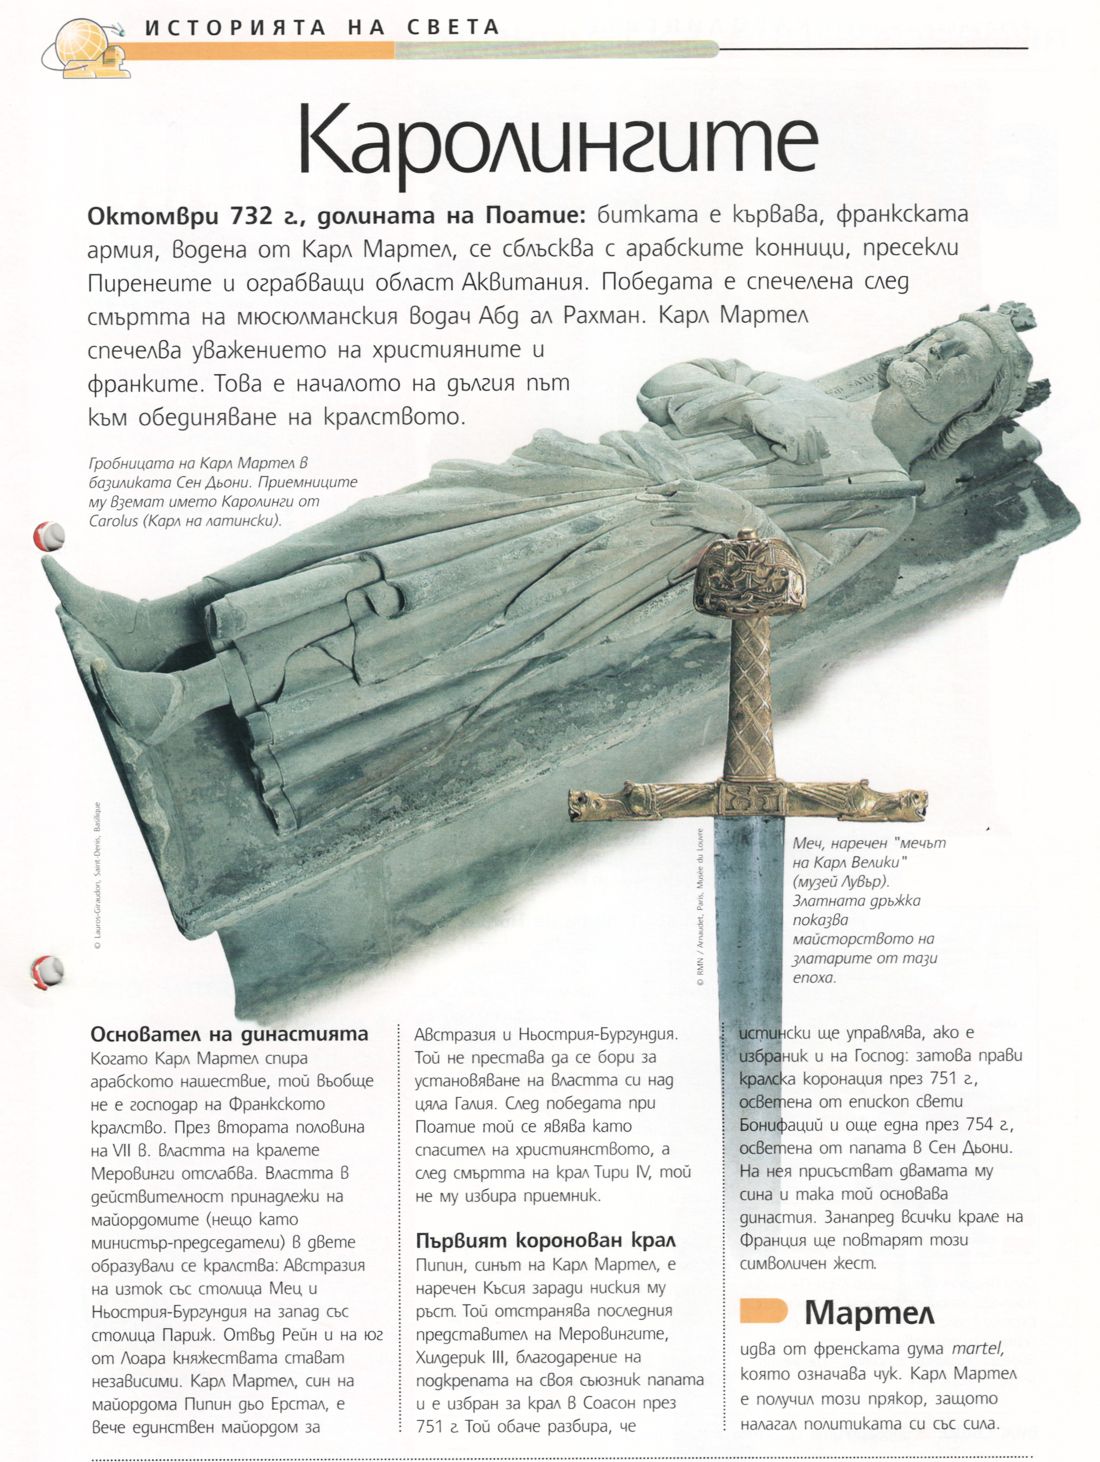 ИСТОРИЯТА НА СВЕТА
Каролингите
Октомври 732 г., долината на Поатие: битката е кървава, франкската
армия, водена от Карл Мартел, се сблъсква с арабските конници, пресекли
Пиренеите и ограбващи област Аквитания. Победата е спечелена след
смъртта на мюсюлманския водач Абд ал Рахман. Карл Мартел
спечелва уважението на християните и
франките. Това е началото на дългия път
към обединяване на кралството.
Гробницата на Карл Мартел в
базиликата Сен Дьони. Приемниците
му вземат името Каролинги от
Carolus (Карл на латински).
© Lauros-Giraudon, Saint-Denis, Basilique
© RMN / Arnaudet, Paris, Musée du Louvre
Меч, наречен "мечът
на Карл Велики"
(музей Лувър).
Златната дръжка
показва
майсторството на
златарите от тази
епоха.
Основател на династията
Когато Карл Мартел спира
арабското нашествие, той въобще
не е господар на Франкското
кралство. През втората половина
на VII в. властта на кралете
Меровинги отслабва. Властта в
действителност принадлежи на
майордомите (нещо като
министър-председатели) в двете
образували се кралства: Австразия
на изток със столица Мец и
Ньострия-Бургундия на запад със
столица Париж. Отвъд Рейн и на юг
от Лоара княжествата стават
независими. Карл Мартел, син на
майордома Пипин дьо Ерстал, е
вече единствен майордом за
Австразия и Ньострия-Бургундия.
Той не престава да се бори за
установяване на властта си над
цяла Галия. След победата при
Поатие той се явява като
спасител на християнството, а
след смъртта на крал Тири IV, той
не му избира приемник.
Първият коронован крал
Пипин, синът на Карл Мартел, е
наречен Късия заради ниския му
ръст. Той отстранява последния
представител на Меровингите,
Хилдерик III, благодарение на
подкрепата на своя съюзник папата
и е избран за крал в Соасон през
751 г. Той обаче разбира, че
истински ще управлява, ако е
избраник и на Господ: затова прави
кралска коронация през 751 г.,
осветена от епископ свети
Бонифаций и още една през 754 г.,
осветена от папата в Сен Дьони.
На нея присъстват двамата му
сина и така той основава
династия. Занапред всички крале на
Франция ще повтарят този
символичен жест.
Мартел
идва от френската дума martel,
която означава чук. Карл Мартел
е получил този прякор, защото
налагал политиката си със сила.